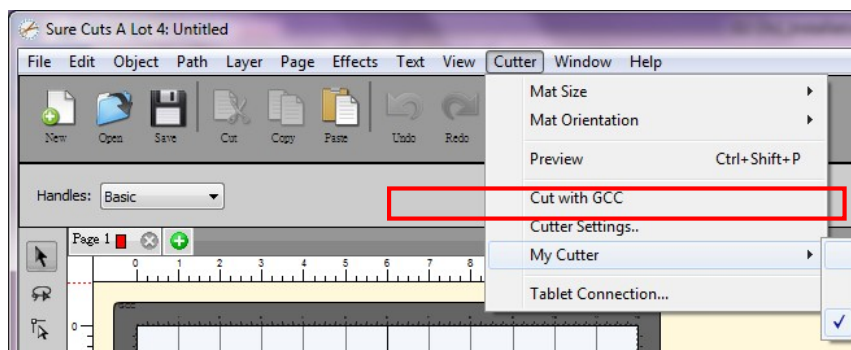 Sure Cuts A Lot 4: Untitled
File Edit Object Path Layer Page Effects Text View Cutter Window Help
New Open Save Cut Copy Paste Undo Redo
Mat Size
Mat Orientation
Preview Ctrl+Shift+P
Cut with GCC
Cutter Settings..
My Cutter
Tablet Connection...
Handles: Basic
Page 1
0 1 2 3 4 5 6 7 8
0